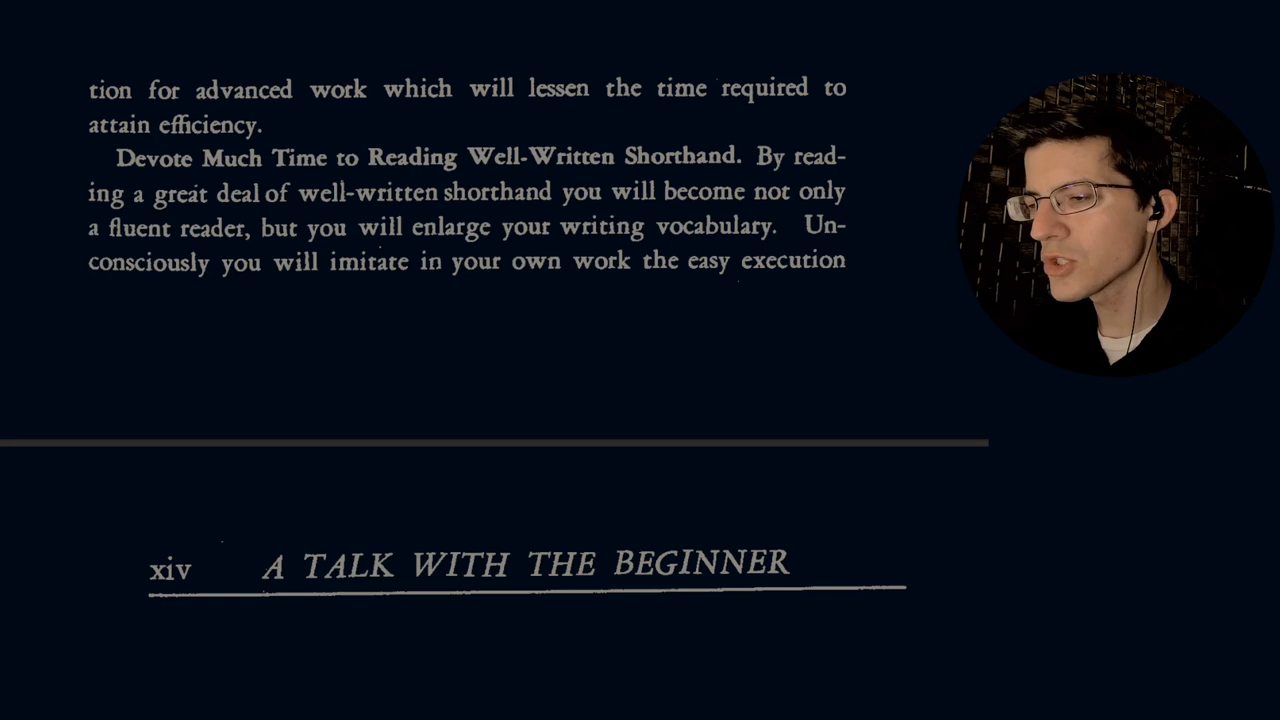 tion for advanced work which will lessen the time required to
attain efficiency.
Devote Much Time to Reading Well-Written Shorthand. By read-
ing a great deal of well-written shorthand you will become not only
a fluent reader, but you will enlarge your writing vocabulary. Un-
consciously you will imitate in your own work the easy execution
xiv A TALK WITH THE BEGINNER